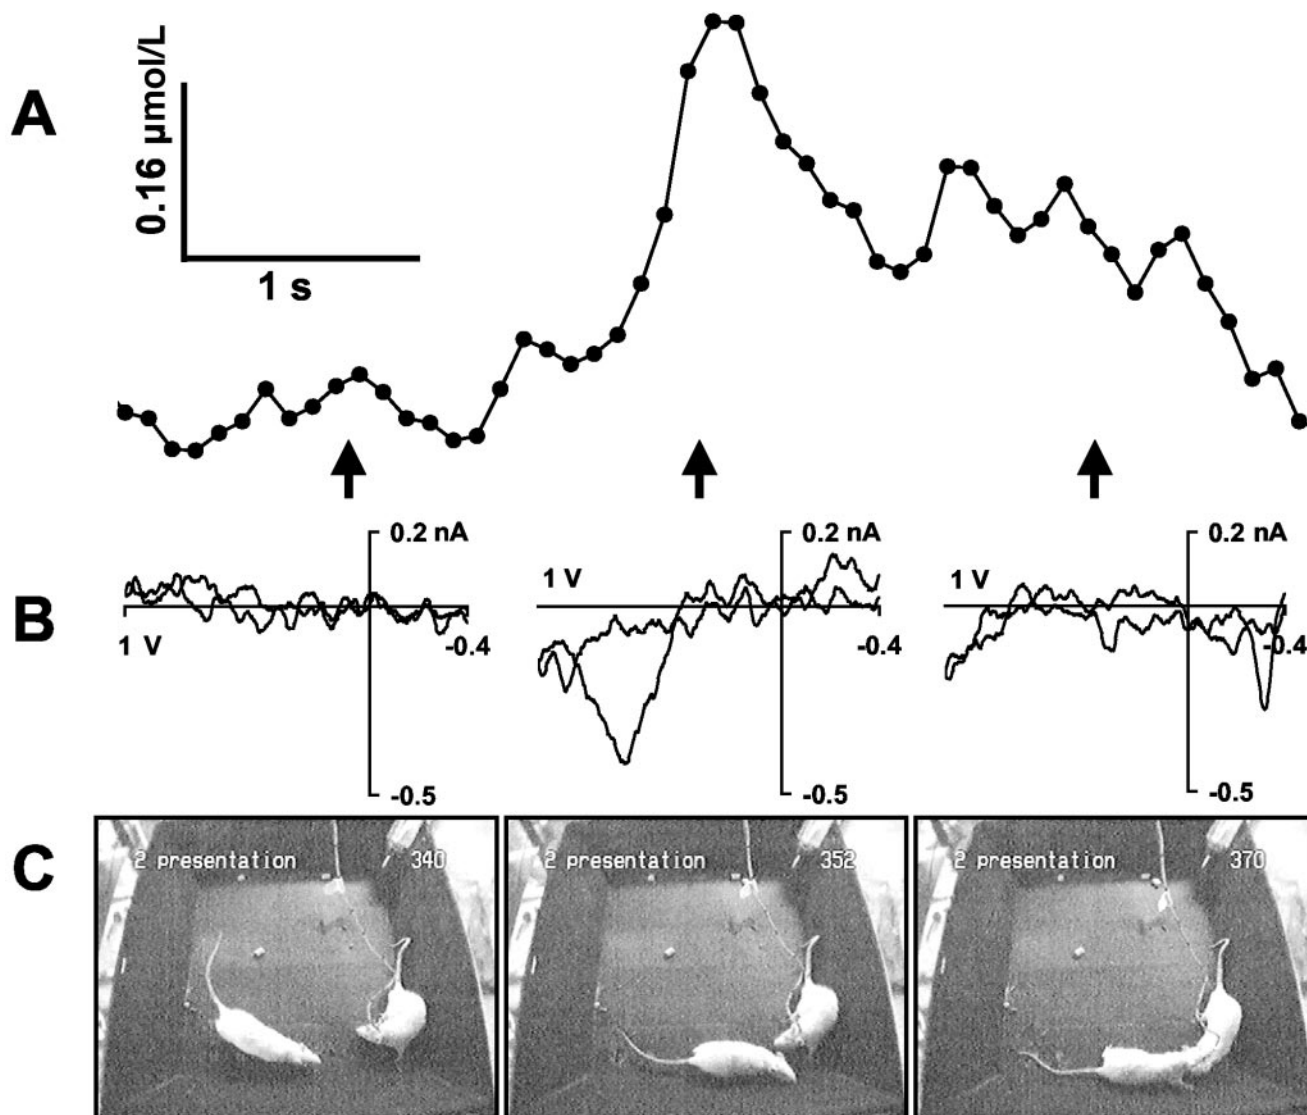 A
0.16 µmol/L
1 s
B
0.2 nA
1 V
-0.4
-0.5
0.2 nA
1 V
-0.4
-0.5
0.2 nA
1 V
-0.4
-0.5
C
2 presentation 340
2 presentation 352
2 presentation 370